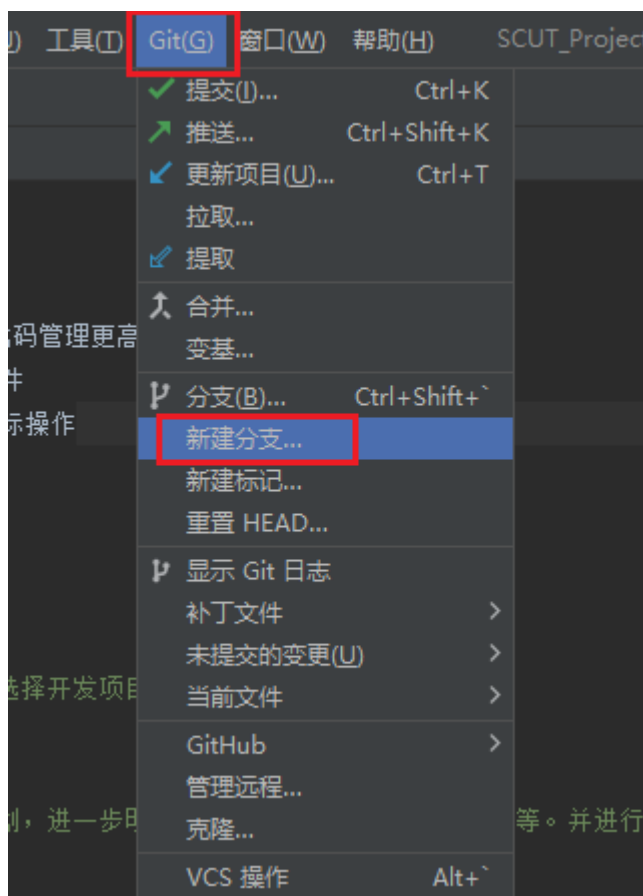 工具(T) Git(G) 窗口(W) 帮助(H) SCUT_Projec
提交(I)... Ctrl+K
推送... Ctrl+Shift+K
更新项目(U)... Ctrl+T
拉取...
提取
合并...
码管理更高
变基...
件
分支(B)... Ctrl+Shift+`
示操作
新建分支...
新建标记...
重置 HEAD...
显示 Git 日志
补丁文件
未提交的变更(U)
选择开发项目
当前文件
GitHub
管理远程...
划，进一步明
等。并进行
克隆...
VCS 操作 Alt+`